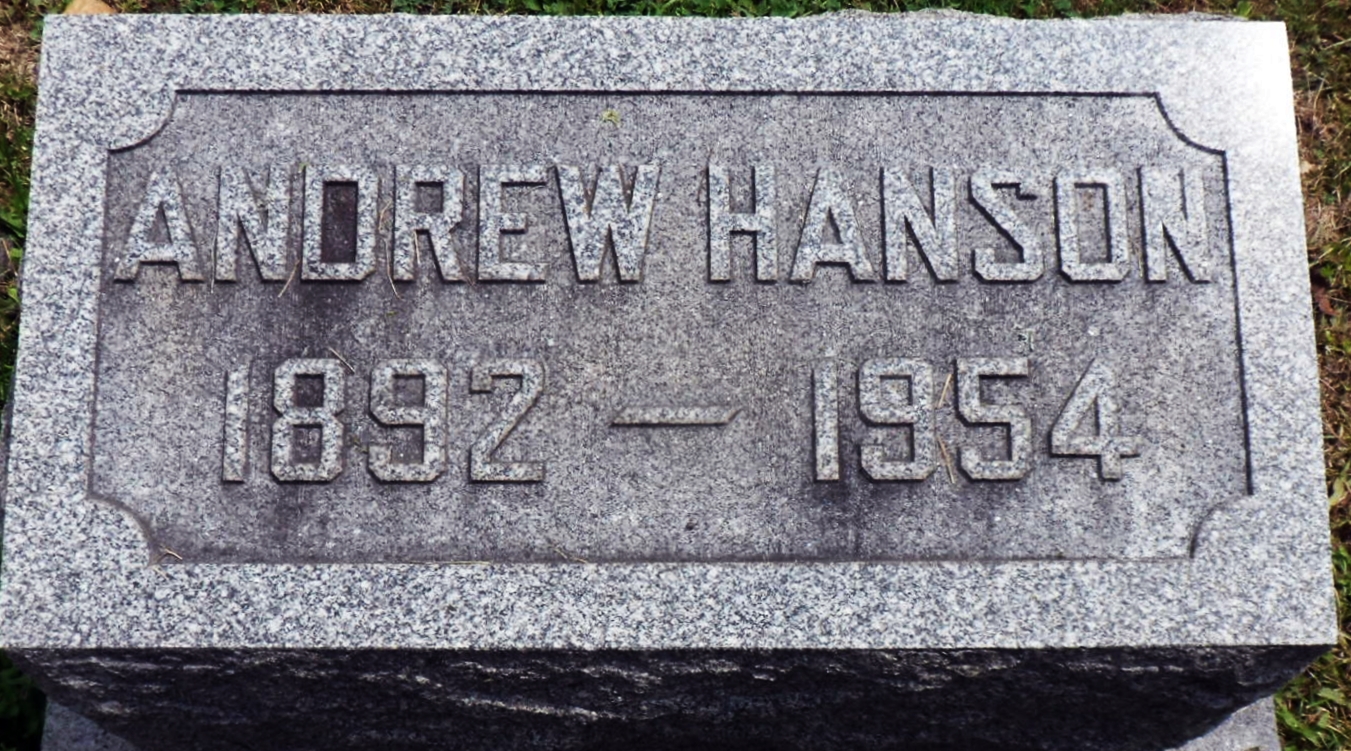 ANDREW HANSON
1892 — 1954